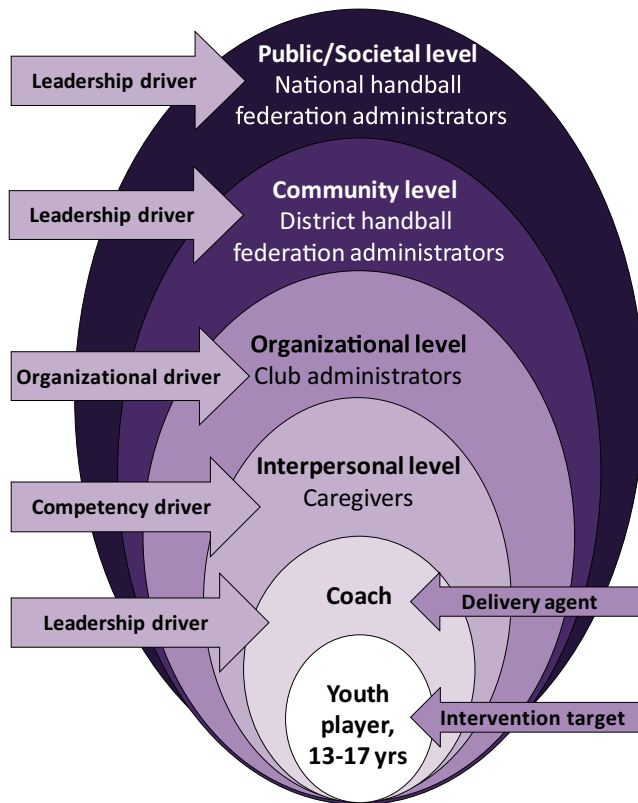 Public/Societal level
National handball
federation administrators
Leadership driver
Community level
District handball
federation administrators
Leadership driver
Organizational level
Club administrators
Organizational driver
Interpersonal level
Caregivers
Competency driver
Coach
Delivery agent
Leadership driver
Youth
player,
13-17 yrs
Intervention target